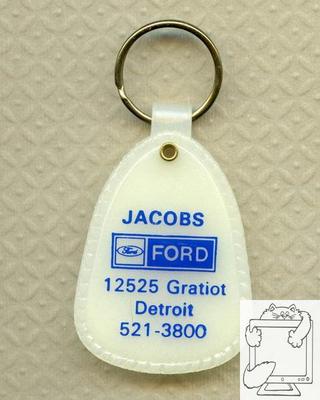 JACOBS
Ford FORD
12525 Gratiot
Detroit
521-3800